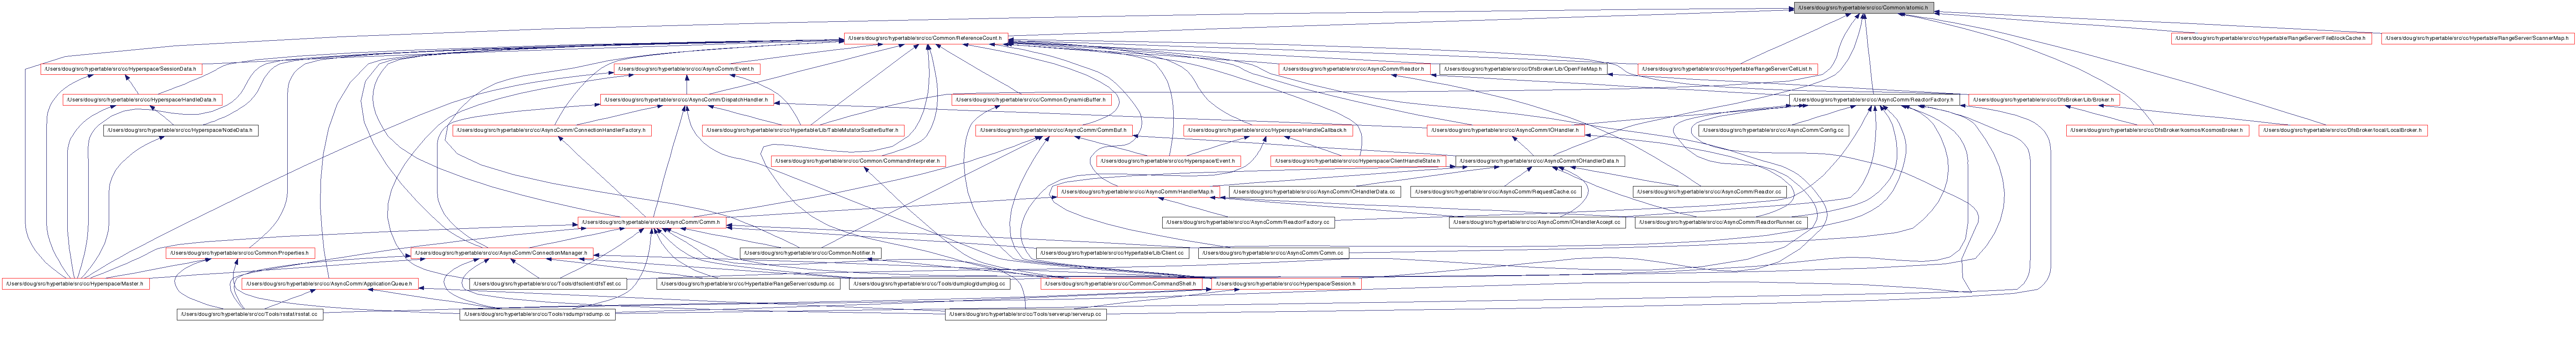 /Users/doug/src/hypertable/src/cc/Common/atomic.h
/Users/doug/src/hypertable/src/cc/Common/ReferenceCount.h
/Users/doug/src/hypertable/src/cc/Hypertable/RangeServer/FileBlockCache.h
/Users/doug/src/hypertable/src/cc/Hypertable/RangeServer/ScannerMap.h
/Users/doug/src/hypertable/src/cc/Hyperspace/SessionData.h
/Users/doug/src/hypertable/src/cc/AsyncComm/Event.h
/Users/doug/src/hypertable/src/cc/AsyncComm/Reactor.h
/Users/doug/src/hypertable/src/cc/DfsBroker/Lib/OpenFileMap.h
/Users/doug/src/hypertable/src/cc/Hypertable/RangeServer/CellList.h
/Users/doug/src/hypertable/src/cc/Hyperspace/HandleData.h
/Users/doug/src/hypertable/src/cc/AsyncComm/DispatchHandler.h
/Users/doug/src/hypertable/src/cc/Common/DynamicBuffer.h
/Users/doug/src/hypertable/src/cc/AsyncComm/ReactorFactory.h
/Users/doug/src/hypertable/src/cc/DfsBroker/Lib/Broker.h
/Users/doug/src/hypertable/src/cc/Hyperspace/NodeData.h
/Users/doug/src/hypertable/src/cc/AsyncComm/ConnectionHandlerFactory.h
/Users/doug/src/hypertable/src/cc/Hypertable/Lib/TableMutatorScatterBuffer.h
/Users/doug/src/hypertable/src/cc/AsyncComm/CommBuf.h
/Users/doug/src/hypertable/src/cc/Hyperspace/HandleCallback.h
/Users/doug/src/hypertable/src/cc/AsyncComm/IOHandler.h
/Users/doug/src/hypertable/src/cc/AsyncComm/Config.cc
/Users/doug/src/hypertable/src/cc/DfsBroker/kosmos/KosmosBroker.h
/Users/doug/src/hypertable/src/cc/DfsBroker/local/LocalBroker.h
/Users/doug/src/hypertable/src/cc/Common/CommandInterpreter.h
/Users/doug/src/hypertable/src/cc/Hyperspace/Event.h
/Users/doug/src/hypertable/src/cc/Hyperspace/ClientHandleState.h
/Users/doug/src/hypertable/src/cc/AsyncComm/IOHandlerData.h
/Users/doug/src/hypertable/src/cc/AsyncComm/HandlerMap.h
/Users/doug/src/hypertable/src/cc/AsyncComm/IOHandlerData.cc
/Users/doug/src/hypertable/src/cc/AsyncComm/RequestCache.cc
/Users/doug/src/hypertable/src/cc/AsyncComm/Reactor.cc
/Users/doug/src/hypertable/src/cc/AsyncComm/Comm.h
/Users/doug/src/hypertable/src/cc/AsyncComm/ReactorFactory.cc
/Users/doug/src/hypertable/src/cc/AsyncComm/IOHandlerAccept.cc
/Users/doug/src/hypertable/src/cc/AsyncComm/ReactorRunner.cc
/Users/doug/src/hypertable/src/cc/Common/Properties.h
/Users/doug/src/hypertable/src/cc/AsyncComm/ConnectionManager.h
/Users/doug/src/hypertable/src/cc/Common/Notifier.h
/Users/doug/src/hypertable/src/cc/Hypertable/Lib/Client.cc
/Users/doug/src/hypertable/src/cc/AsyncComm/Comm.cc
/Users/doug/src/hypertable/src/cc/Hyperspace/Master.h
/Users/doug/src/hypertable/src/cc/AsyncComm/ApplicationQueue.h
/Users/doug/src/hypertable/src/cc/Tools/dfsclient/dfsTest.cc
/Users/doug/src/hypertable/src/cc/Hypertable/RangeServer/csdump.cc
/Users/doug/src/hypertable/src/cc/Tools/dumplog/dumplog.cc
/Users/doug/src/hypertable/src/cc/Common/CommandShell.h
/Users/doug/src/hypertable/src/cc/Hyperspace/Session.h
/Users/doug/src/hypertable/src/cc/Tools/rsstat/rsstat.cc
/Users/doug/src/hypertable/src/cc/Tools/rsdump/rsdump.cc
/Users/doug/src/hypertable/src/cc/Tools/serverup/serverup.cc